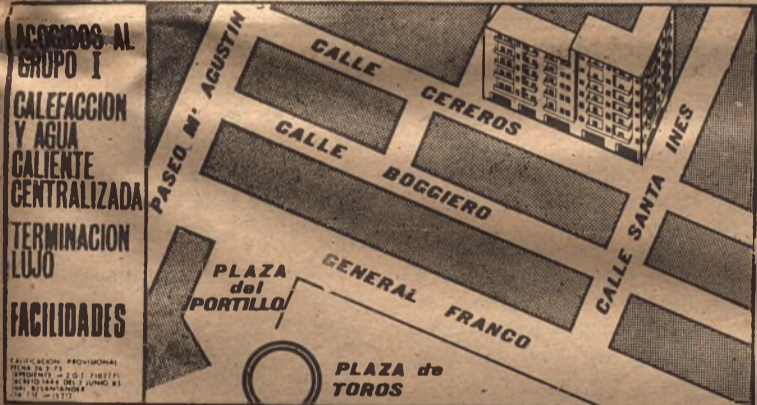 ACOGIDOS AL
GRUPO I
CALEFACCION
Y AGUA
CALIENTE
CENTRALIZADA
TERMINACION
LUJO
FACILIDADES
CALIFICACION PROVISIONAL
PASEO Mª AGUSTIN
CALLE CEREROS
CALLE BOGGIERO
CALLE SANTA INES
GENERAL FRANCO
PLAZA
del
PORTILLO
PLAZA de
TOROS